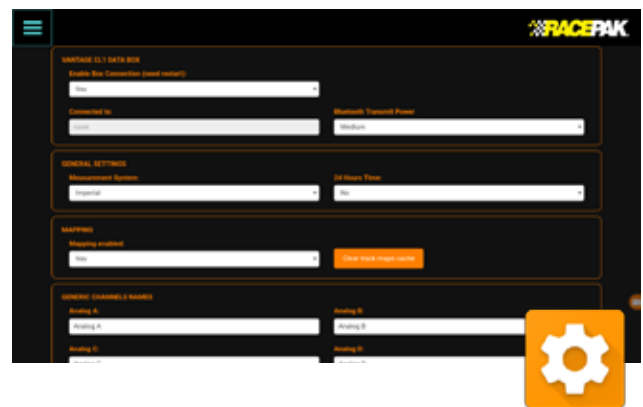 RACEPAK
VANTAGE CL1 DATA BOX
Enable Box Connection (need restart):
Yes
Connected to: Bluetooth Transmit Power
none Medium
GENERAL SETTINGS
Measurement System: 24 Hours Time:
Imperial No
MAPPING
Mapping enabled:
Yes Clear track maps cache
GENERIC CHANNELS NAMES
Analog A: Analog B:
Analog A Analog B
Analog C: Analog D: